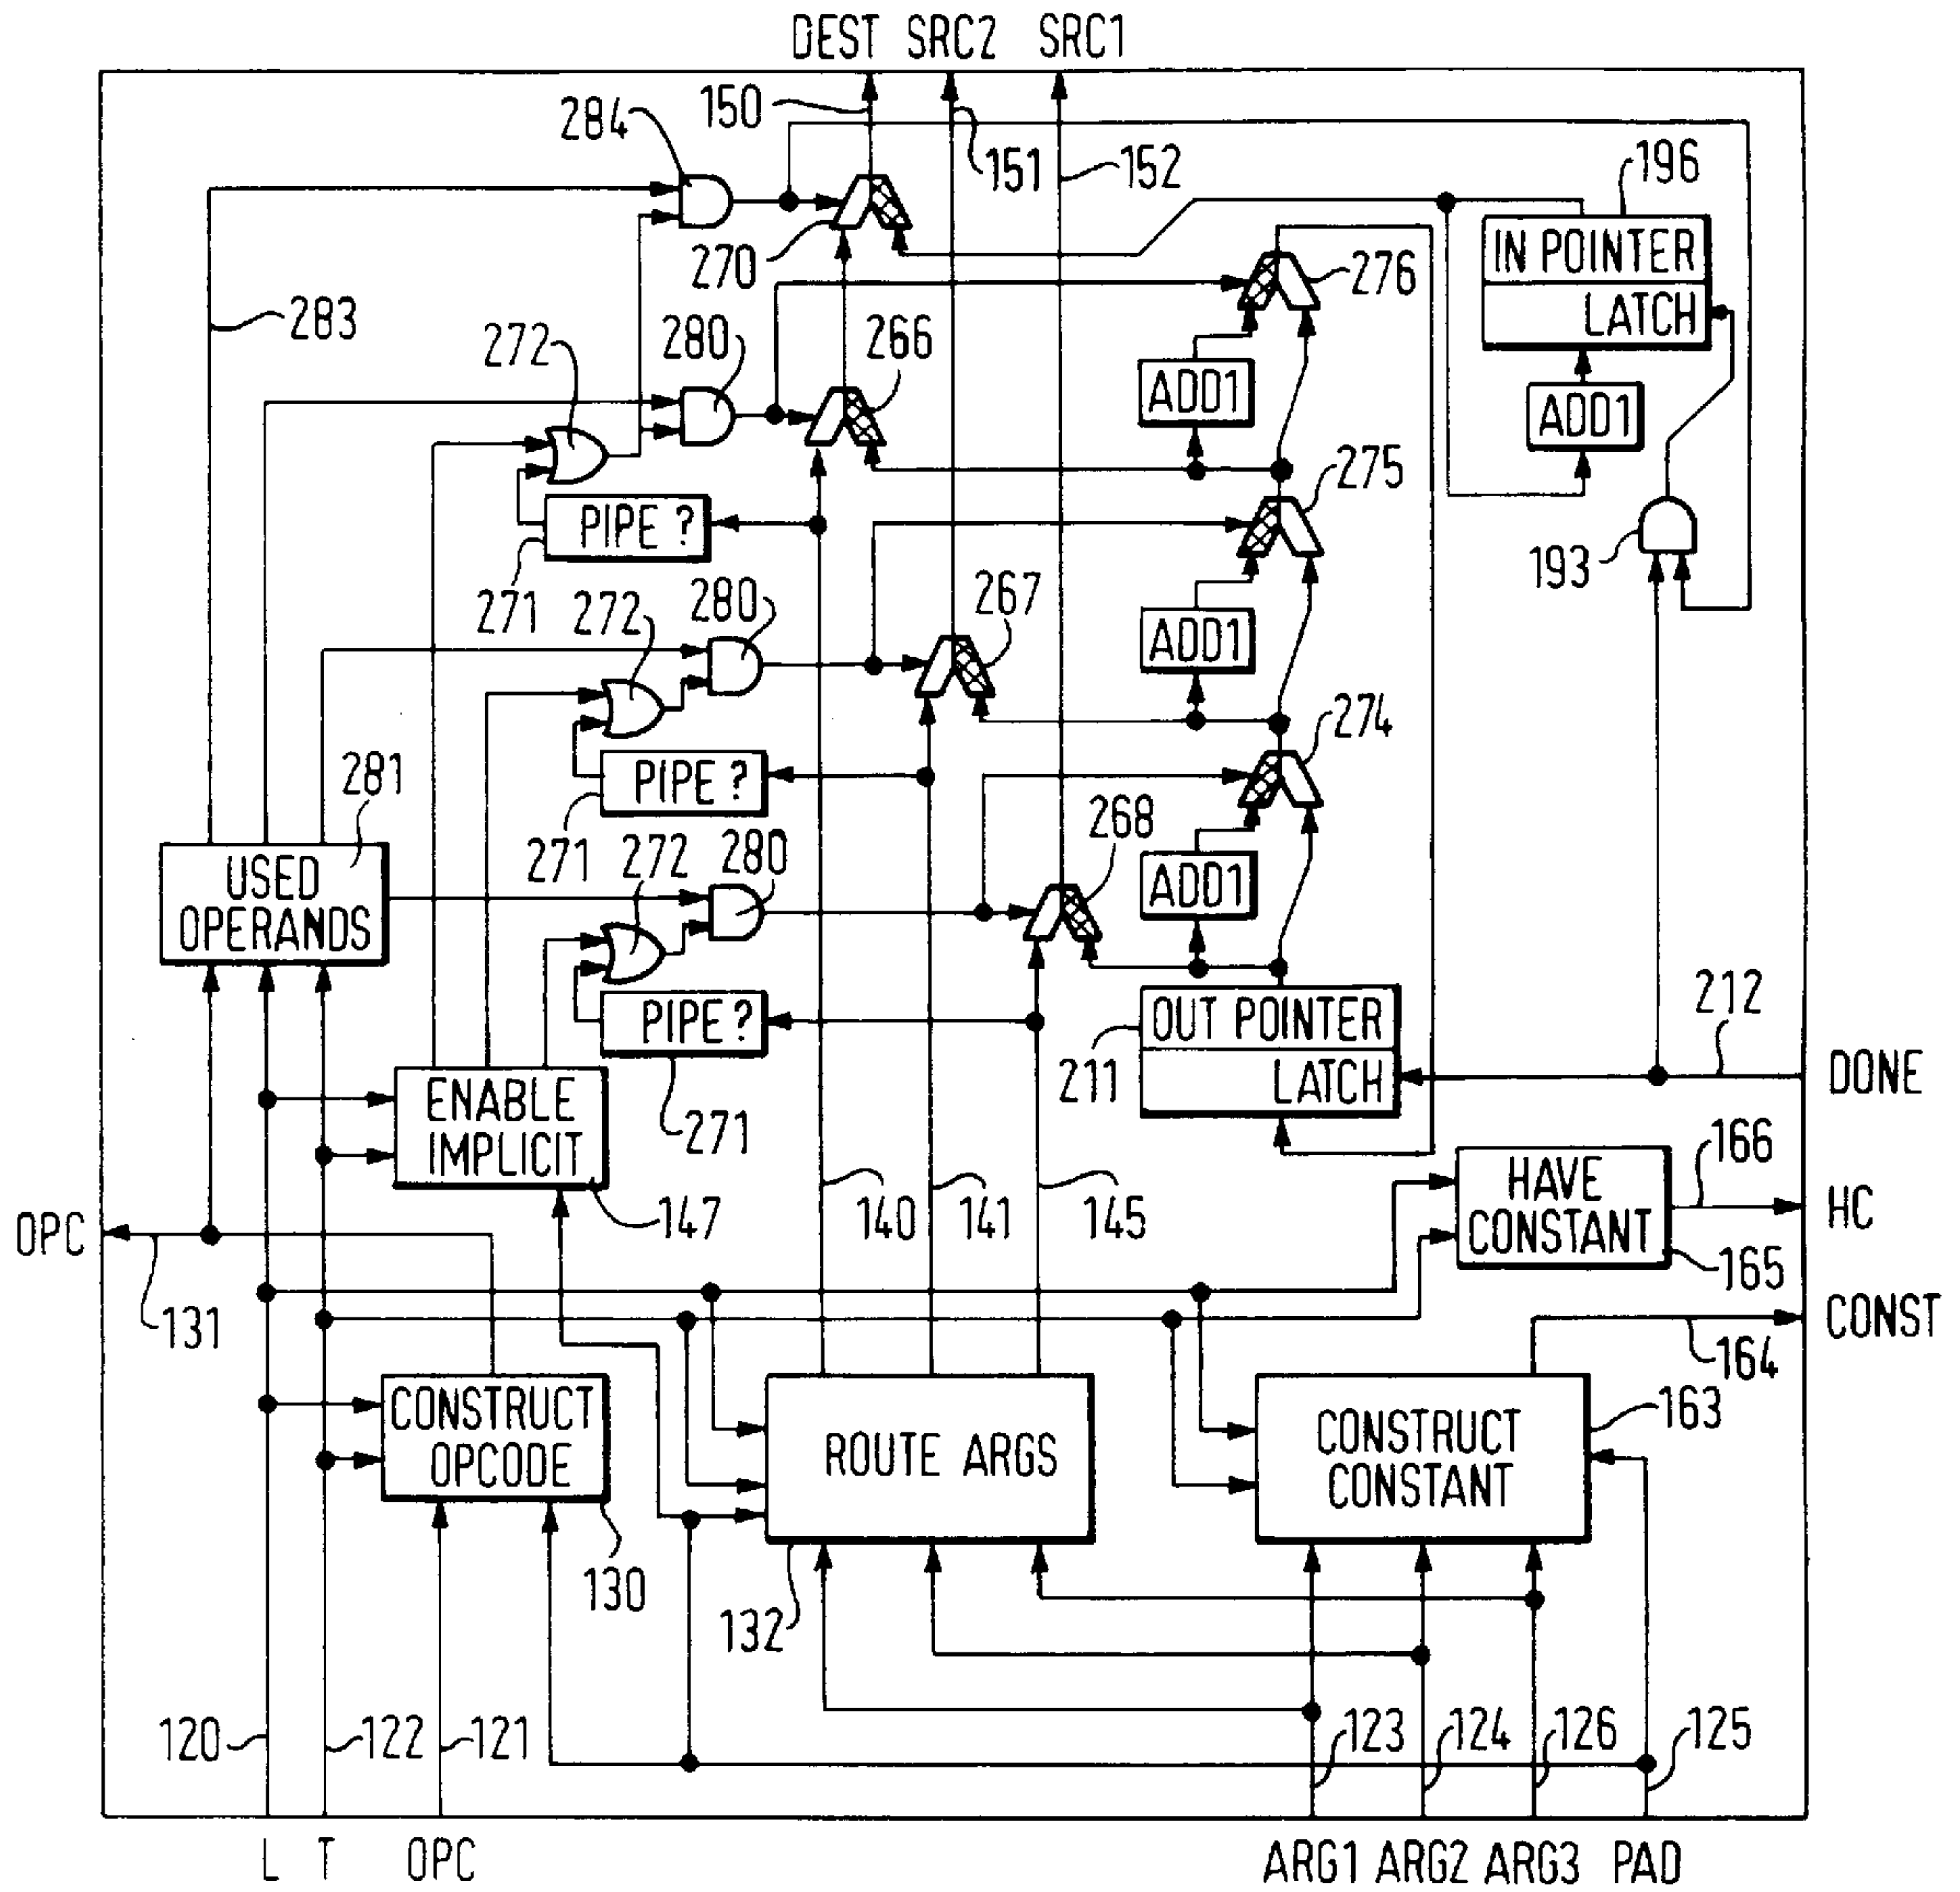 DEST SRC2 SRC1
284
150
151
152
196
270
IN POINTER
LATCH
276
283
272
280
266
ADD1
ADD1
275
PIPE ?
193
271
272
280
267
ADD1
274
PIPE ?
281
271
272
280
268
USED
OPERANDS
ADD1
PIPE ?
OUT POINTER
LATCH
211
212
DONE
ENABLE
IMPLICIT
271
147
140
141
145
HAVE
CONSTANT
166
HC
165
OPC
131
CONST
164
CONSTRUCT
OPCODE
ROUTE ARGS
CONSTRUCT
CONSTANT
163
130
132
120
122
121
123
124
126
125
L T OPC
ARG1 ARG2 ARG3 PAD